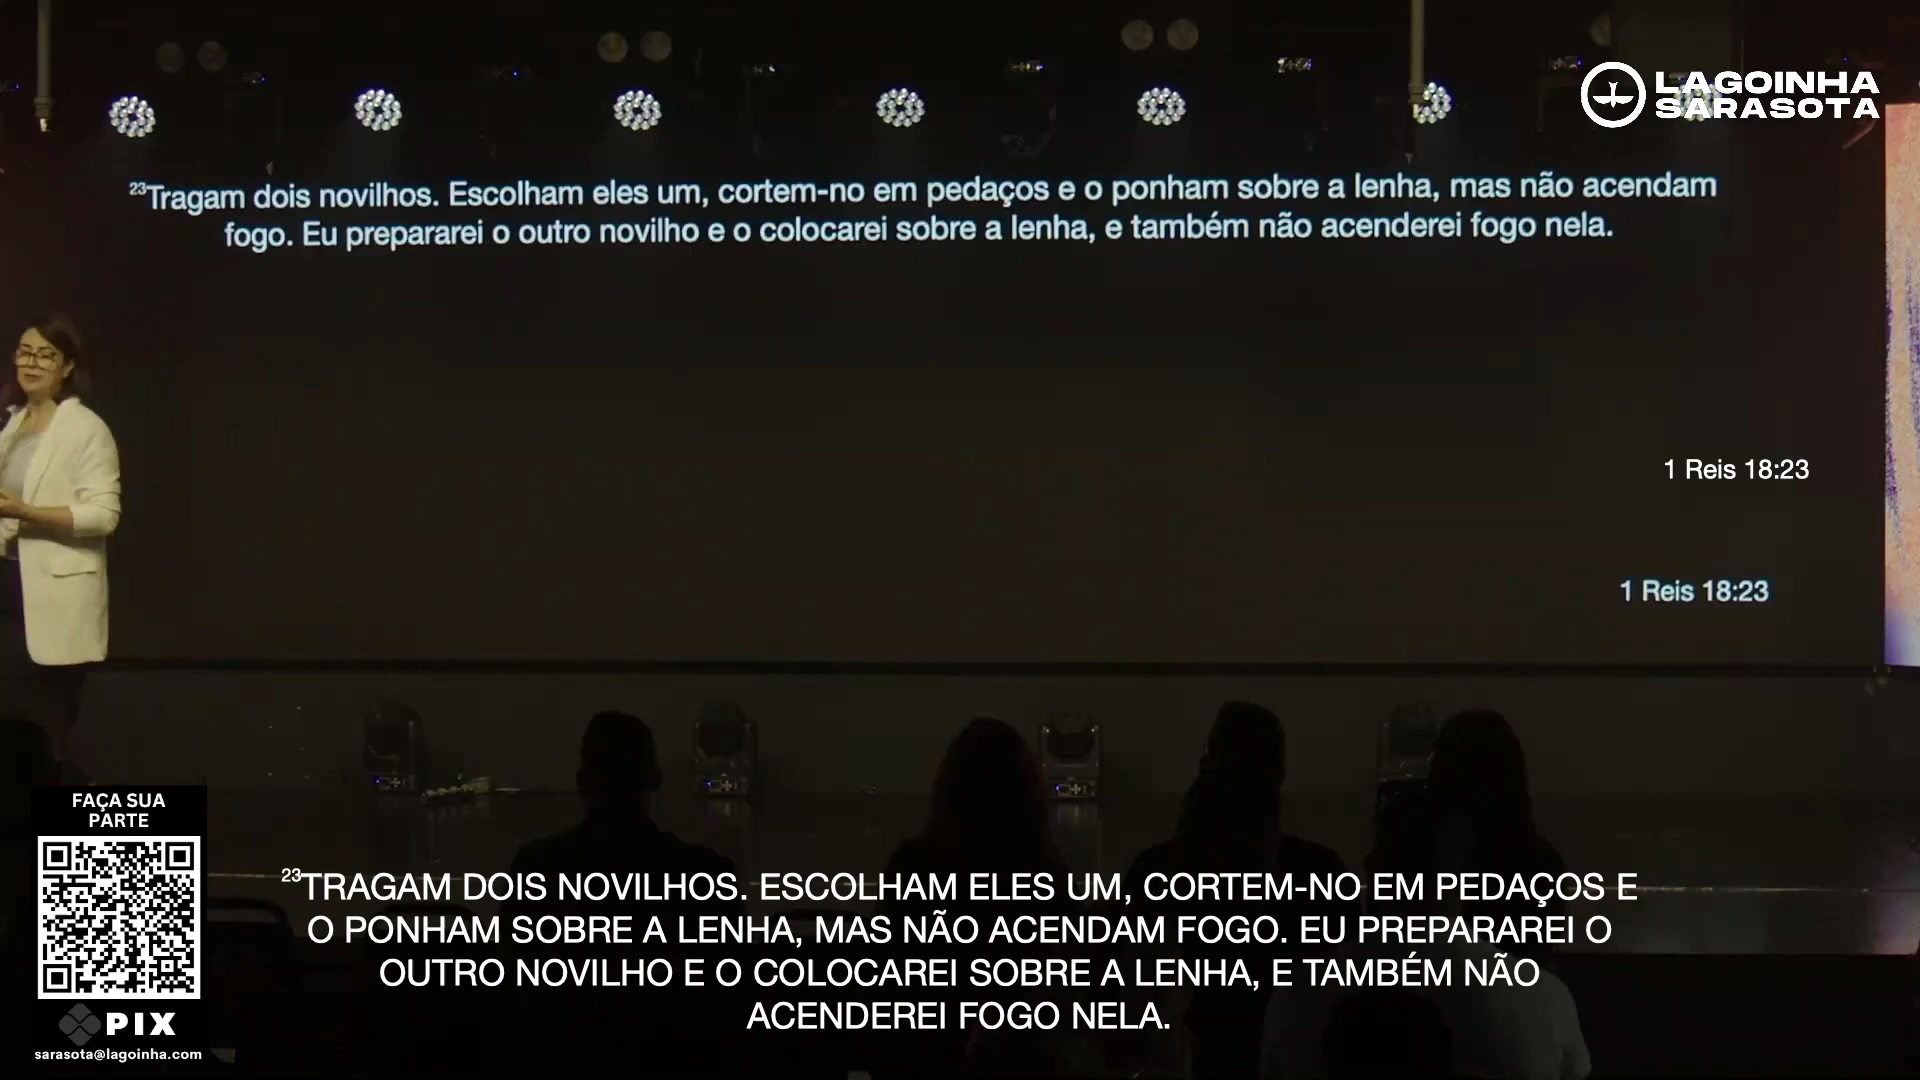 LAGOINHA
SARASOTA
²³Tragam dois novilhos. Escolham eles um, cortem-no em pedaços e o ponham sobre a lenha, mas não acendam
fogo. Eu prepararei o outro novilho e o colocarei sobre a lenha, e também não acenderei fogo nela.
1 Reis 18:23
1 Reis 18:23
FAÇA SUA
PARTE
PIX
sarasota@lagoinha.com
²³TRAGAM DOIS NOVILHOS. ESCOLHAM ELES UM, CORTEM-NO EM PEDAÇOS E
O PONHAM SOBRE A LENHA, MAS NÃO ACENDAM FOGO. EU PREPARAREI O
OUTRO NOVILHO E O COLOCAREI SOBRE A LENHA, E TAMBÉM NÃO
ACENDEREI FOGO NELA.